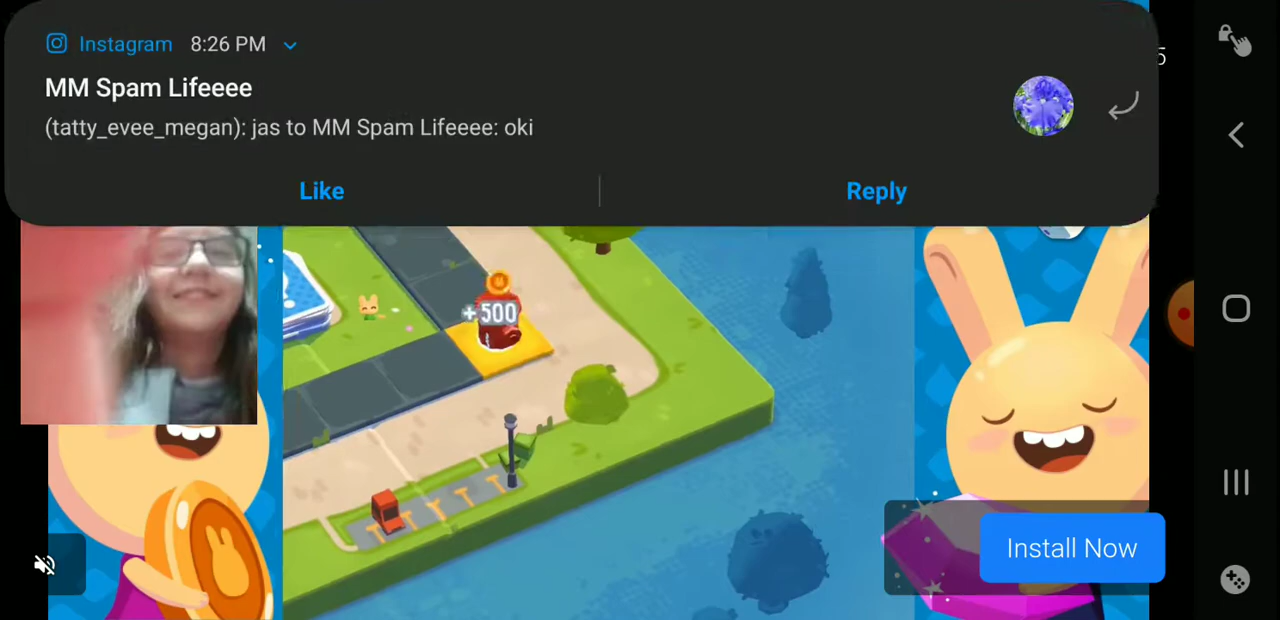 Instagram 8:26 PM
MM Spam Lifeeee
(tatty_evee_megan): jas to MM Spam Lifeeee: oki
Like Reply
5
+500
Install Now